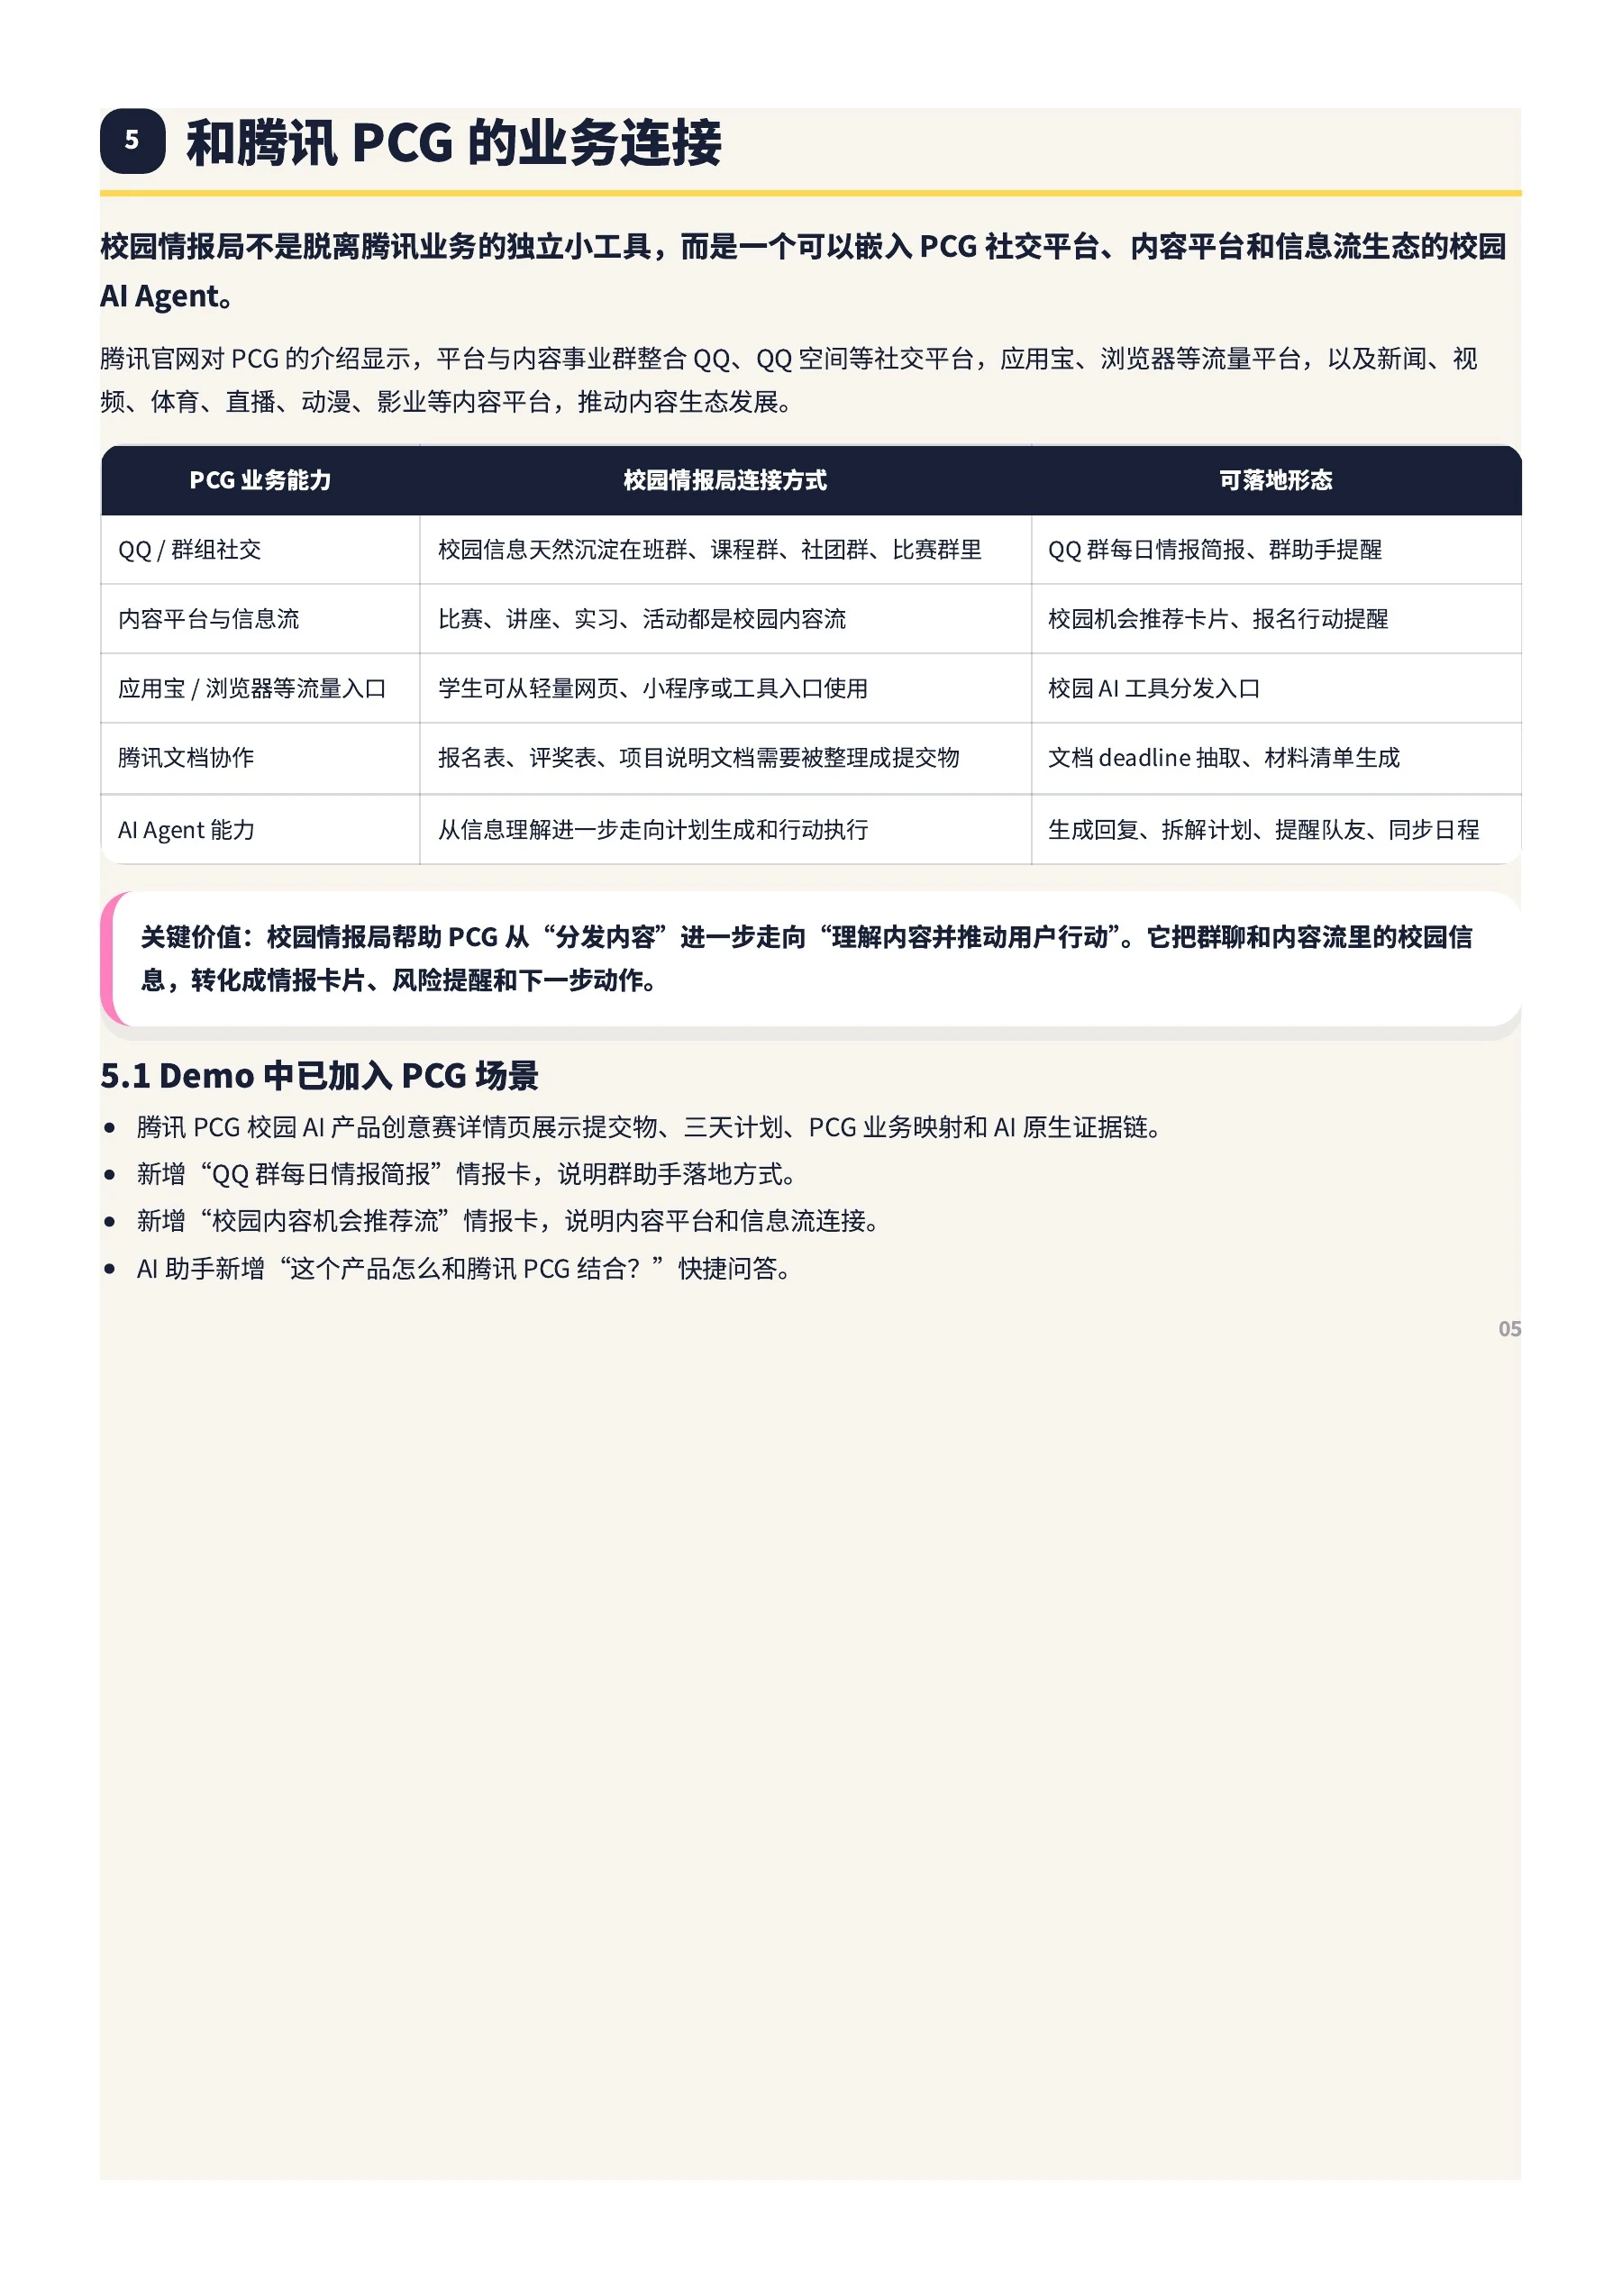 5 和腾讯 PCG 的业务连接
校园情报局不是脱离腾讯业务的独立小工具，而是一个可以嵌入 PCG 社交平台、内容平台和信息流生态的校园
AI Agent。
腾讯官网对 PCG 的介绍显示，平台与内容事业群整合 QQ、QQ 空间等社交平台，应用宝、浏览器等流量平台，以及新闻、视
频、体育、直播、动漫、影业等内容平台，推动内容生态发展。
PCG 业务能力 校园情报局连接方式 可落地形态
QQ / 群组社交 校园信息天然沉淀在班群、课程群、社团群、比赛群里 QQ 群每日情报简报、群助手提醒
内容平台与信息流 比赛、讲座、实习、活动都是校园内容流 校园机会推荐卡片、报名行动提醒
应用宝 / 浏览器等流量入口 学生可从轻量网页、小程序或工具入口使用 校园 AI 工具分发入口
腾讯文档协作 报名表、评奖表、项目说明文档需要被整理成提交物 文档 deadline 抽取、材料清单生成
AI Agent 能力 从信息理解进一步走向计划生成和行动执行 生成回复、拆解计划、提醒队友、同步日程
关键价值：校园情报局帮助 PCG 从“分发内容”进一步走向“理解内容并推动用户行动”。它把群聊和内容流里的校园信
息，转化成情报卡片、风险提醒和下一步动作。
5.1 Demo 中已加入 PCG 场景
• 腾讯 PCG 校园 AI 产品创意赛详情页展示提交物、三天计划、PCG 业务映射和 AI 原生证据链。
• 新增“QQ 群每日情报简报”情报卡，说明群助手落地方式。
• 新增“校园内容机会推荐流”情报卡，说明内容平台和信息流连接。
• AI 助手新增“这个产品怎么和腾讯 PCG 结合？”快捷问答。
05